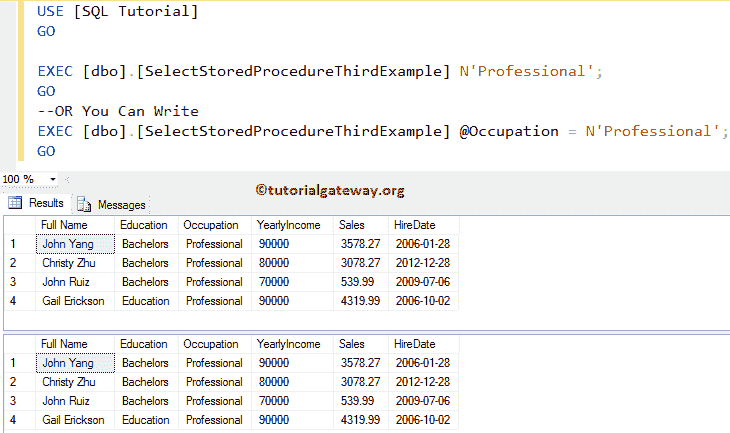 USE [SQL Tutorial]
GO
EXEC [dbo].[SelectStoredProcedureThirdExample] N'Professional';
GO
--OR You Can Write
EXEC [dbo].[SelectStoredProcedureThirdExample] @Occupation = N'Professional';
GO
100 %
©tutorialgateway.org
Results Messages
Full Name Education Occupation YearlyIncome Sales HireDate
1 John Yang Bachelors Professional 90000 3578.27 2006-01-28
2 Christy Zhu Bachelors Professional 80000 3078.27 2012-12-28
3 John Ruiz Bachelors Professional 70000 539.99 2009-07-06
4 Gail Erickson Education Professional 90000 4319.99 2006-10-02
Full Name Education Occupation YearlyIncome Sales HireDate
1 John Yang Bachelors Professional 90000 3578.27 2006-01-28
2 Christy Zhu Bachelors Professional 80000 3078.27 2012-12-28
3 John Ruiz Bachelors Professional 70000 539.99 2009-07-06
4 Gail Erickson Education Professional 90000 4319.99 2006-10-02